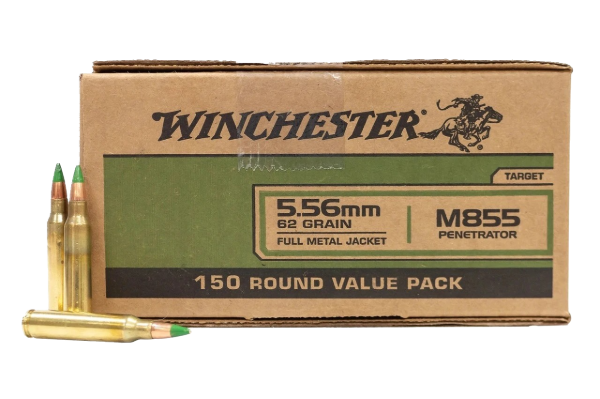 WINCHESTER
TARGET
5.56mm
62 GRAIN
FULL METAL JACKET
M855
PENETRATOR
150 ROUND VALUE PACK